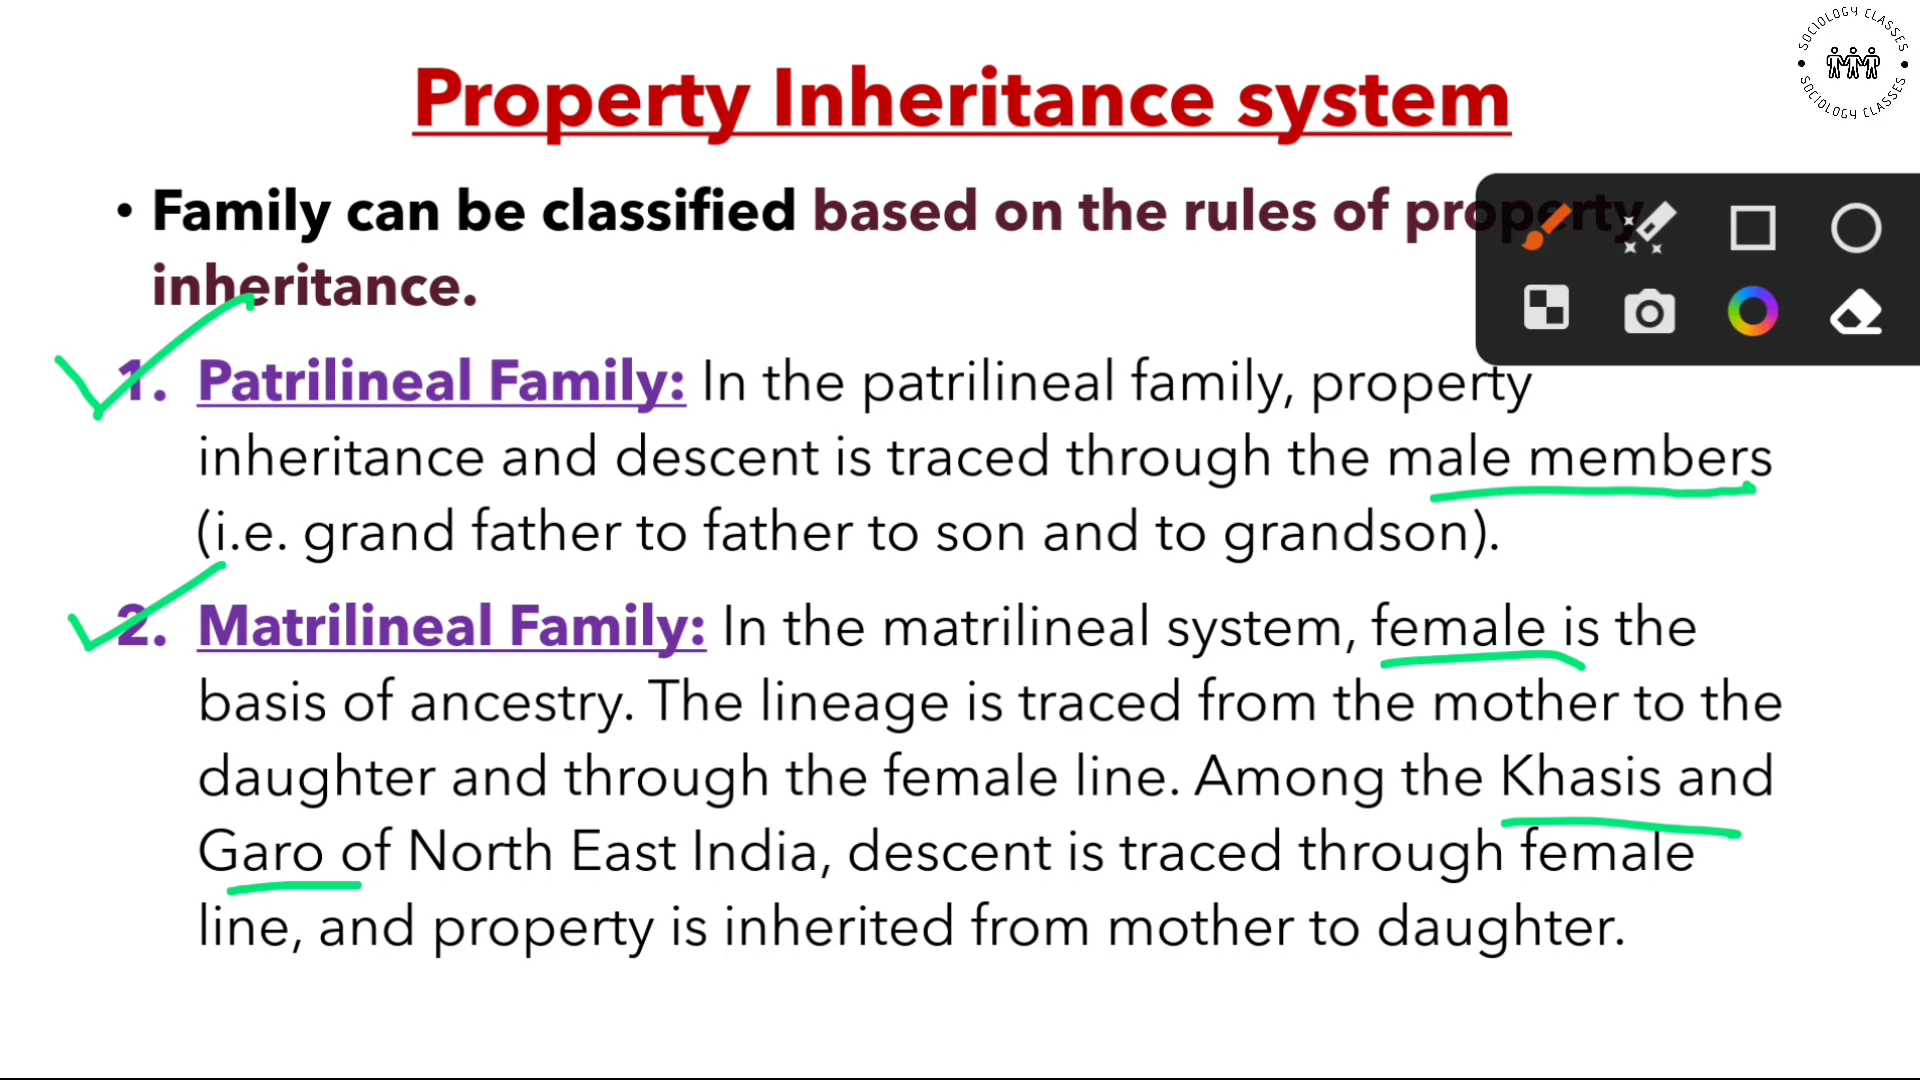 SOCIOLOGY CLASSES
SOCIOLOGY CLASSES
Property Inheritance system
• Family can be classified based on the rules of property
inheritance.
1. Patrilineal Family: In the patrilineal family, property
inheritance and descent is traced through the male members
(i.e. grand father to father to son and to grandson).
2. Matrilineal Family: In the matrilineal system, female is the
basis of ancestry. The lineage is traced from the mother to the
daughter and through the female line. Among the Khasis and
Garo of North East India, descent is traced through female
line, and property is inherited from mother to daughter.